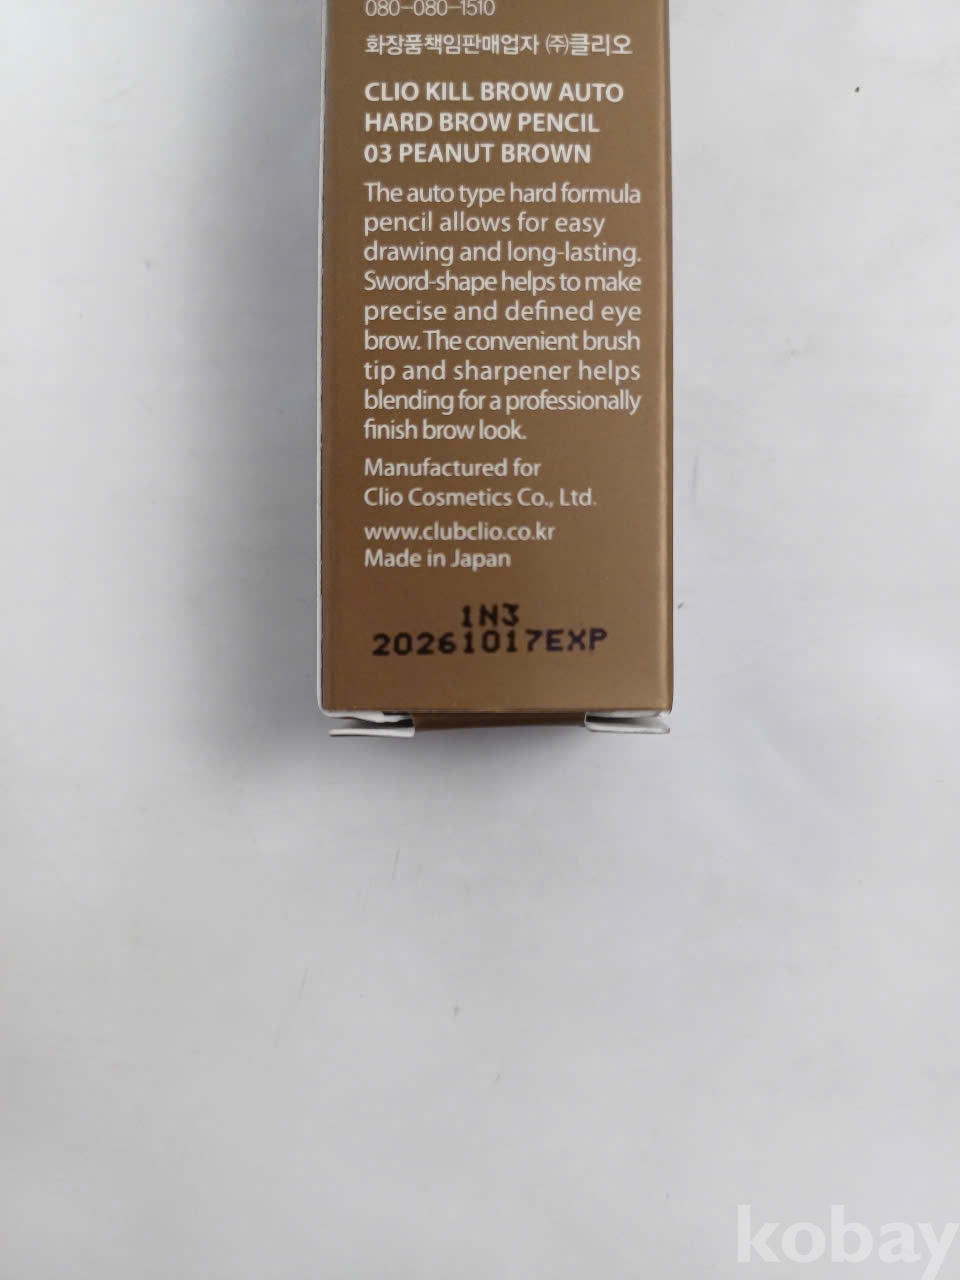 080-080-1510
화장품책임판매업자 ㈜클리오
CLIO KILL BROW AUTO
HARD BROW PENCIL
03 PEANUT BROWN
The auto type hard formula
pencil allows for easy
drawing and long-lasting.
Sword-shape helps to make
precise and defined eye
brow. The convenient brush
tip and sharpener helps
blending for a professionally
finish brow look.
Manufactured for
Clio Cosmetics Co., Ltd.
www.clubclio.co.kr
Made in Japan
1N3
20261017EXP
kobay